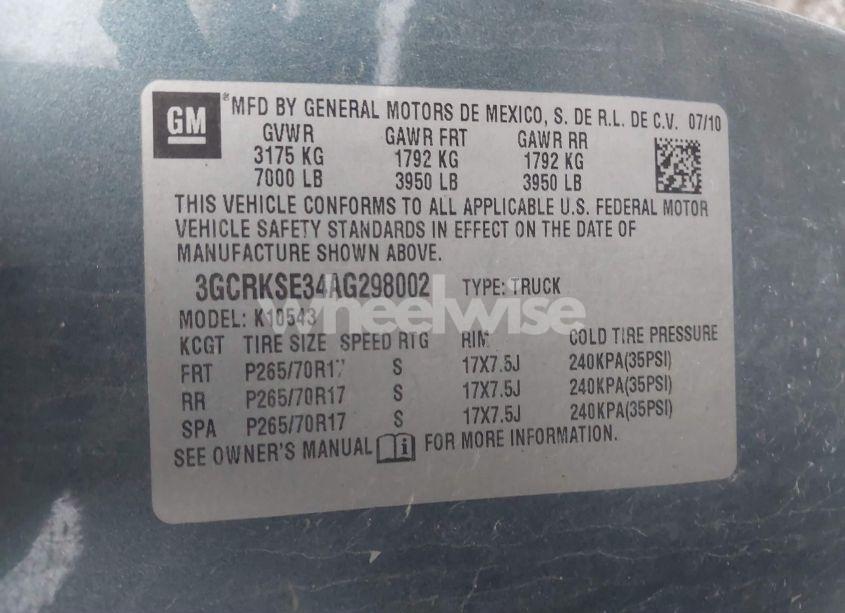 GM
® MFD BY GENERAL MOTORS DE MEXICO, S. DE R.L. DE C.V. 07/10
GVWR GAWR FRT GAWR RR
3175 KG 1792 KG 1792 KG
7000 LB 3950 LB 3950 LB
THIS VEHICLE CONFORMS TO ALL APPLICABLE U.S. FEDERAL MOTOR
VEHICLE SAFETY STANDARDS IN EFFECT ON THE DATE OF
MANUFACTURE SHOWN ABOVE.
3GCRKSE34AG298002 TYPE: TRUCK
MODEL: K10543
Wheelwise
KCGT TIRE SIZE SPEED RTG RIM COLD TIRE PRESSURE
FRT P265/70R17 S 17X7.5J 240KPA(35PSI)
RR P265/70R17 S 17X7.5J 240KPA(35PSI)
SPA P265/70R17 S 17X7.5J 240KPA(35PSI)
SEE OWNER'S MANUAL i FOR MORE INFORMATION.